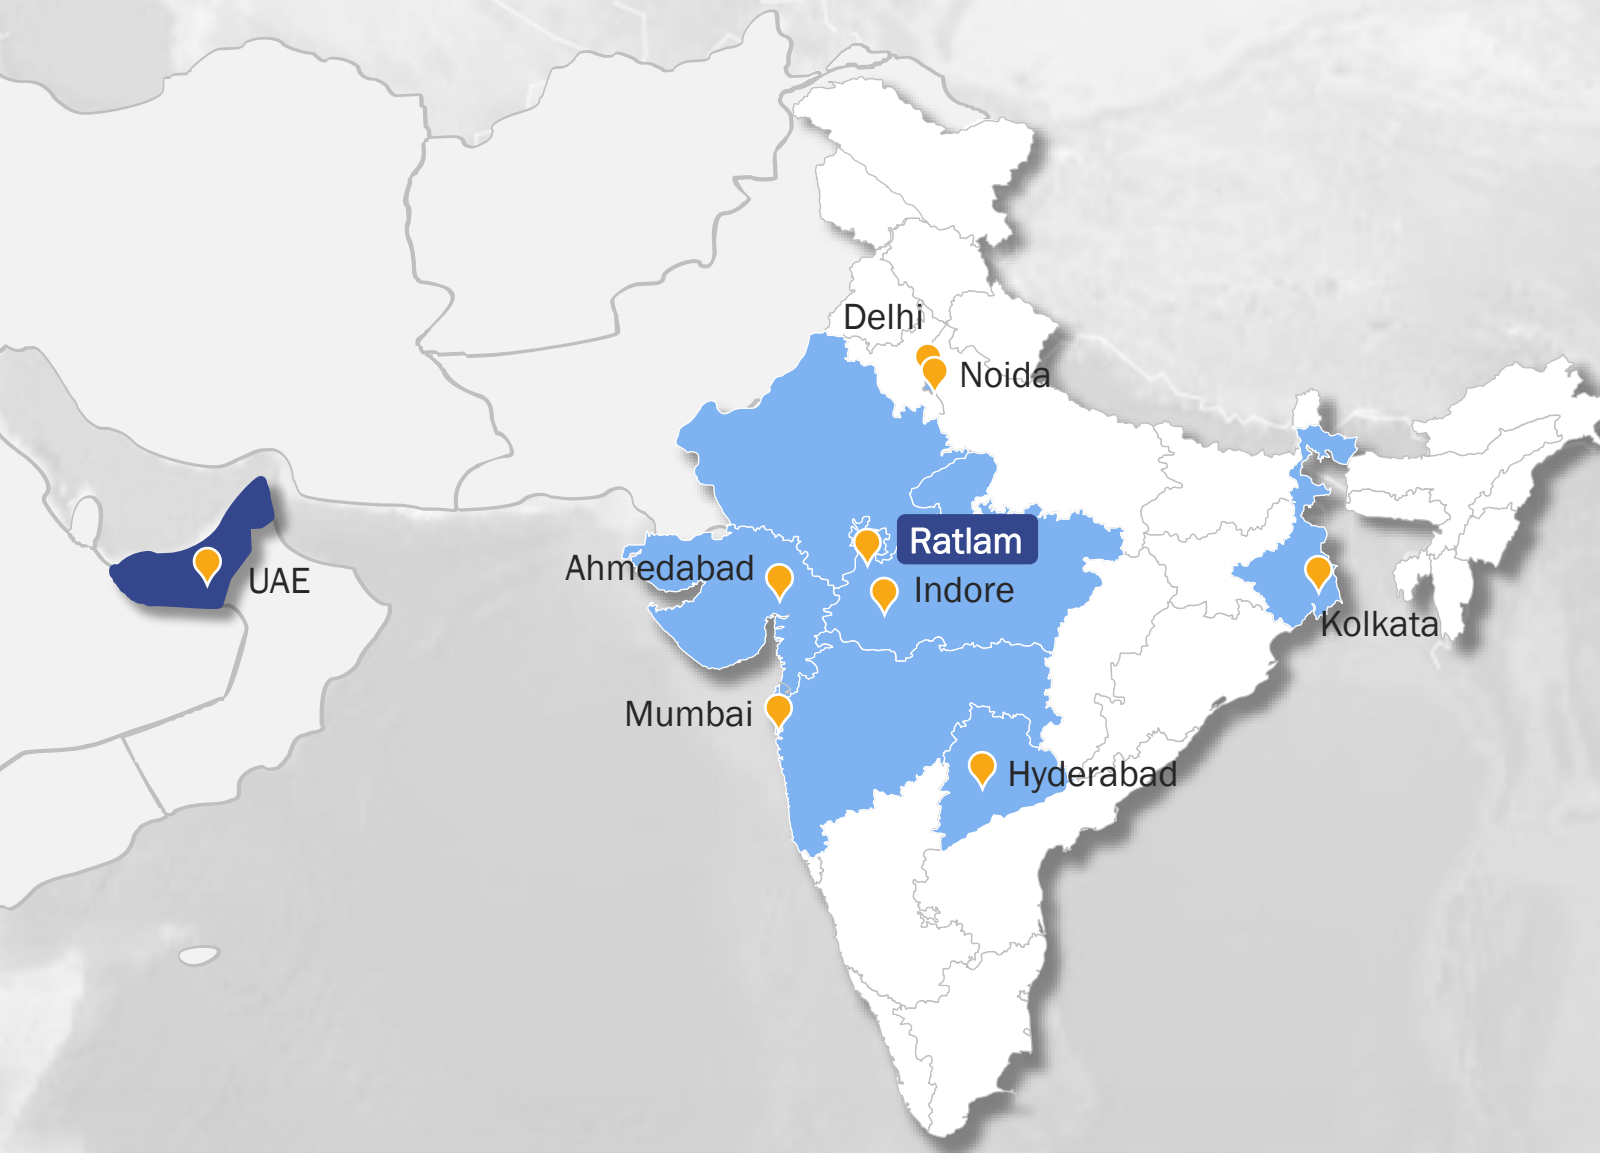 Delhi
Noida
Ratlam
Ahmedabad
UAE
Indore
Kolkata
Mumbai
Hyderabad